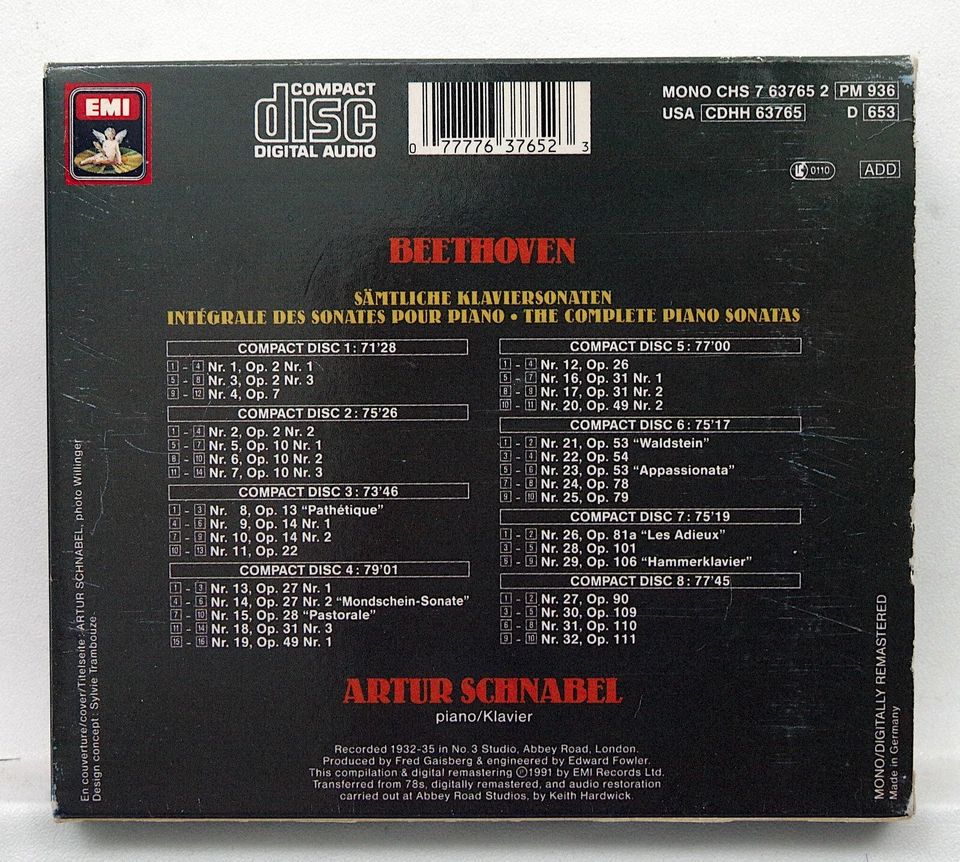 EMI
COMPACT
disc
DIGITAL AUDIO
0 77776 37652 3
MONO CHS 7 63765 2 PM 936
USA CDHH 63765 D 653
LC 0110 ADD
BEETHOVEN
SÄMTLICHE KLAVIERSONATEN
INTÉGRALE DES SONATES POUR PIANO • THE COMPLETE PIANO SONATAS
COMPACT DISC 1: 71'28
1 - 4 Nr. 1, Op. 2 Nr. 1
5 - 8 Nr. 3, Op. 2 Nr. 3
9 - 12 Nr. 4, Op. 7
COMPACT DISC 2: 75'26
1 - 4 Nr. 2, Op. 2 Nr. 2
5 - 7 Nr. 5, Op. 10 Nr. 1
8 - 10 Nr. 6, Op. 10 Nr. 2
11 - 14 Nr. 7, Op. 10 Nr. 3
COMPACT DISC 3: 73'46
1 - 3 Nr. 8, Op. 13 “Pathétique”
4 - 6 Nr. 9, Op. 14 Nr. 1
7 - 9 Nr. 10, Op. 14 Nr. 2
10 - 13 Nr. 11, Op. 22
COMPACT DISC 4: 79'01
1 - 3 Nr. 13, Op. 27 Nr. 1
4 - 6 Nr. 14, Op. 27 Nr. 2 “Mondschein-Sonate”
7 - 10 Nr. 15, Op. 28 “Pastorale”
11 - 14 Nr. 18, Op. 31 Nr. 3
15 - 16 Nr. 19, Op. 49 Nr. 1
COMPACT DISC 5: 77'00
1 - 4 Nr. 12, Op. 26
5 - 7 Nr. 16, Op. 31 Nr. 1
8 - 9 Nr. 17, Op. 31 Nr. 2
10 - 11 Nr. 20, Op. 49 Nr. 2
COMPACT DISC 6: 75'17
1 - 2 Nr. 21, Op. 53 “Waldstein”
3 - 4 Nr. 22, Op. 54
5 - 6 Nr. 23, Op. 53 “Appassionata”
7 - 8 Nr. 24, Op. 78
9 - 10 Nr. 25, Op. 79
COMPACT DISC 7: 75'19
1 - 2 Nr. 26, Op. 81a “Les Adieux”
3 - 5 Nr. 28, Op. 101
6 - 9 Nr. 29, Op. 106 “Hammerklavier”
COMPACT DISC 8: 77'45
1 - 2 Nr. 27, Op. 90
3 - 5 Nr. 30, Op. 109
6 - 8 Nr. 31, Op. 110
9 - 10 Nr. 32, Op. 111
ARTUR SCHNABEL
piano/Klavier
Recorded 1932-35 in No. 3 Studio, Abbey Road, London.
Produced by Fred Gaisberg & engineered by Edward Fowler.
This compilation & digital remastering ℗1991 by EMI Records Ltd.
Transferred from 78s, digitally remastered, and audio restoration
carried out at Abbey Road Studios, by Keith Hardwick.
En couverture/cover/Titelseite : ARTUR SCHNABEL, photo Willinger
Design concept : Sylvie Trambouze.
MONO/DIGITALLY REMASTERED
Made in Germany